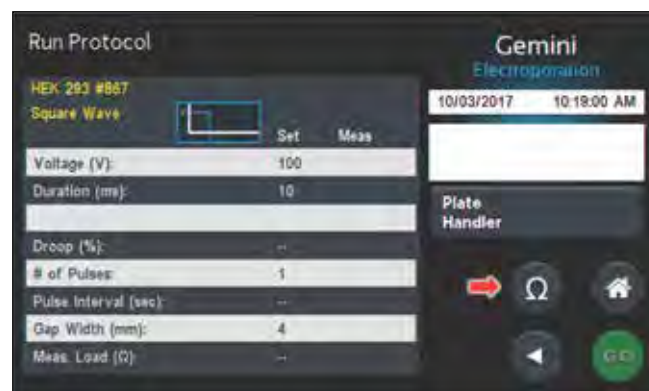 Run Protocol
Gemini
Electroporation
HEK 293 #867
Square Wave
10/03/2017 10:19:00 AM
Set Meas
Voltage (V): 100
Duration (ms): 10
Plate
Handler
Droop (%): --
# of Pulses: 1
Pulse Interval (sec): --
Ω
Gap Width (mm): 4
Meas. Load (Ω): --
GO